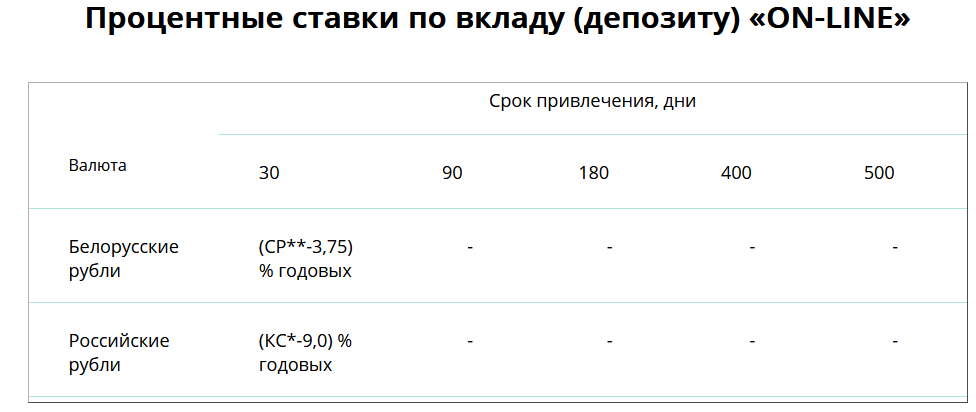 Процентные ставки по вкладу (депозиту) «ON-LINE»
Срок привлечения, дни
Валюта
30 90 180 400 500
Белорусские (СР**-3,75) - - - -
рубли % годовых
Российские (КС*-9,0) % - - - -
рубли годовых